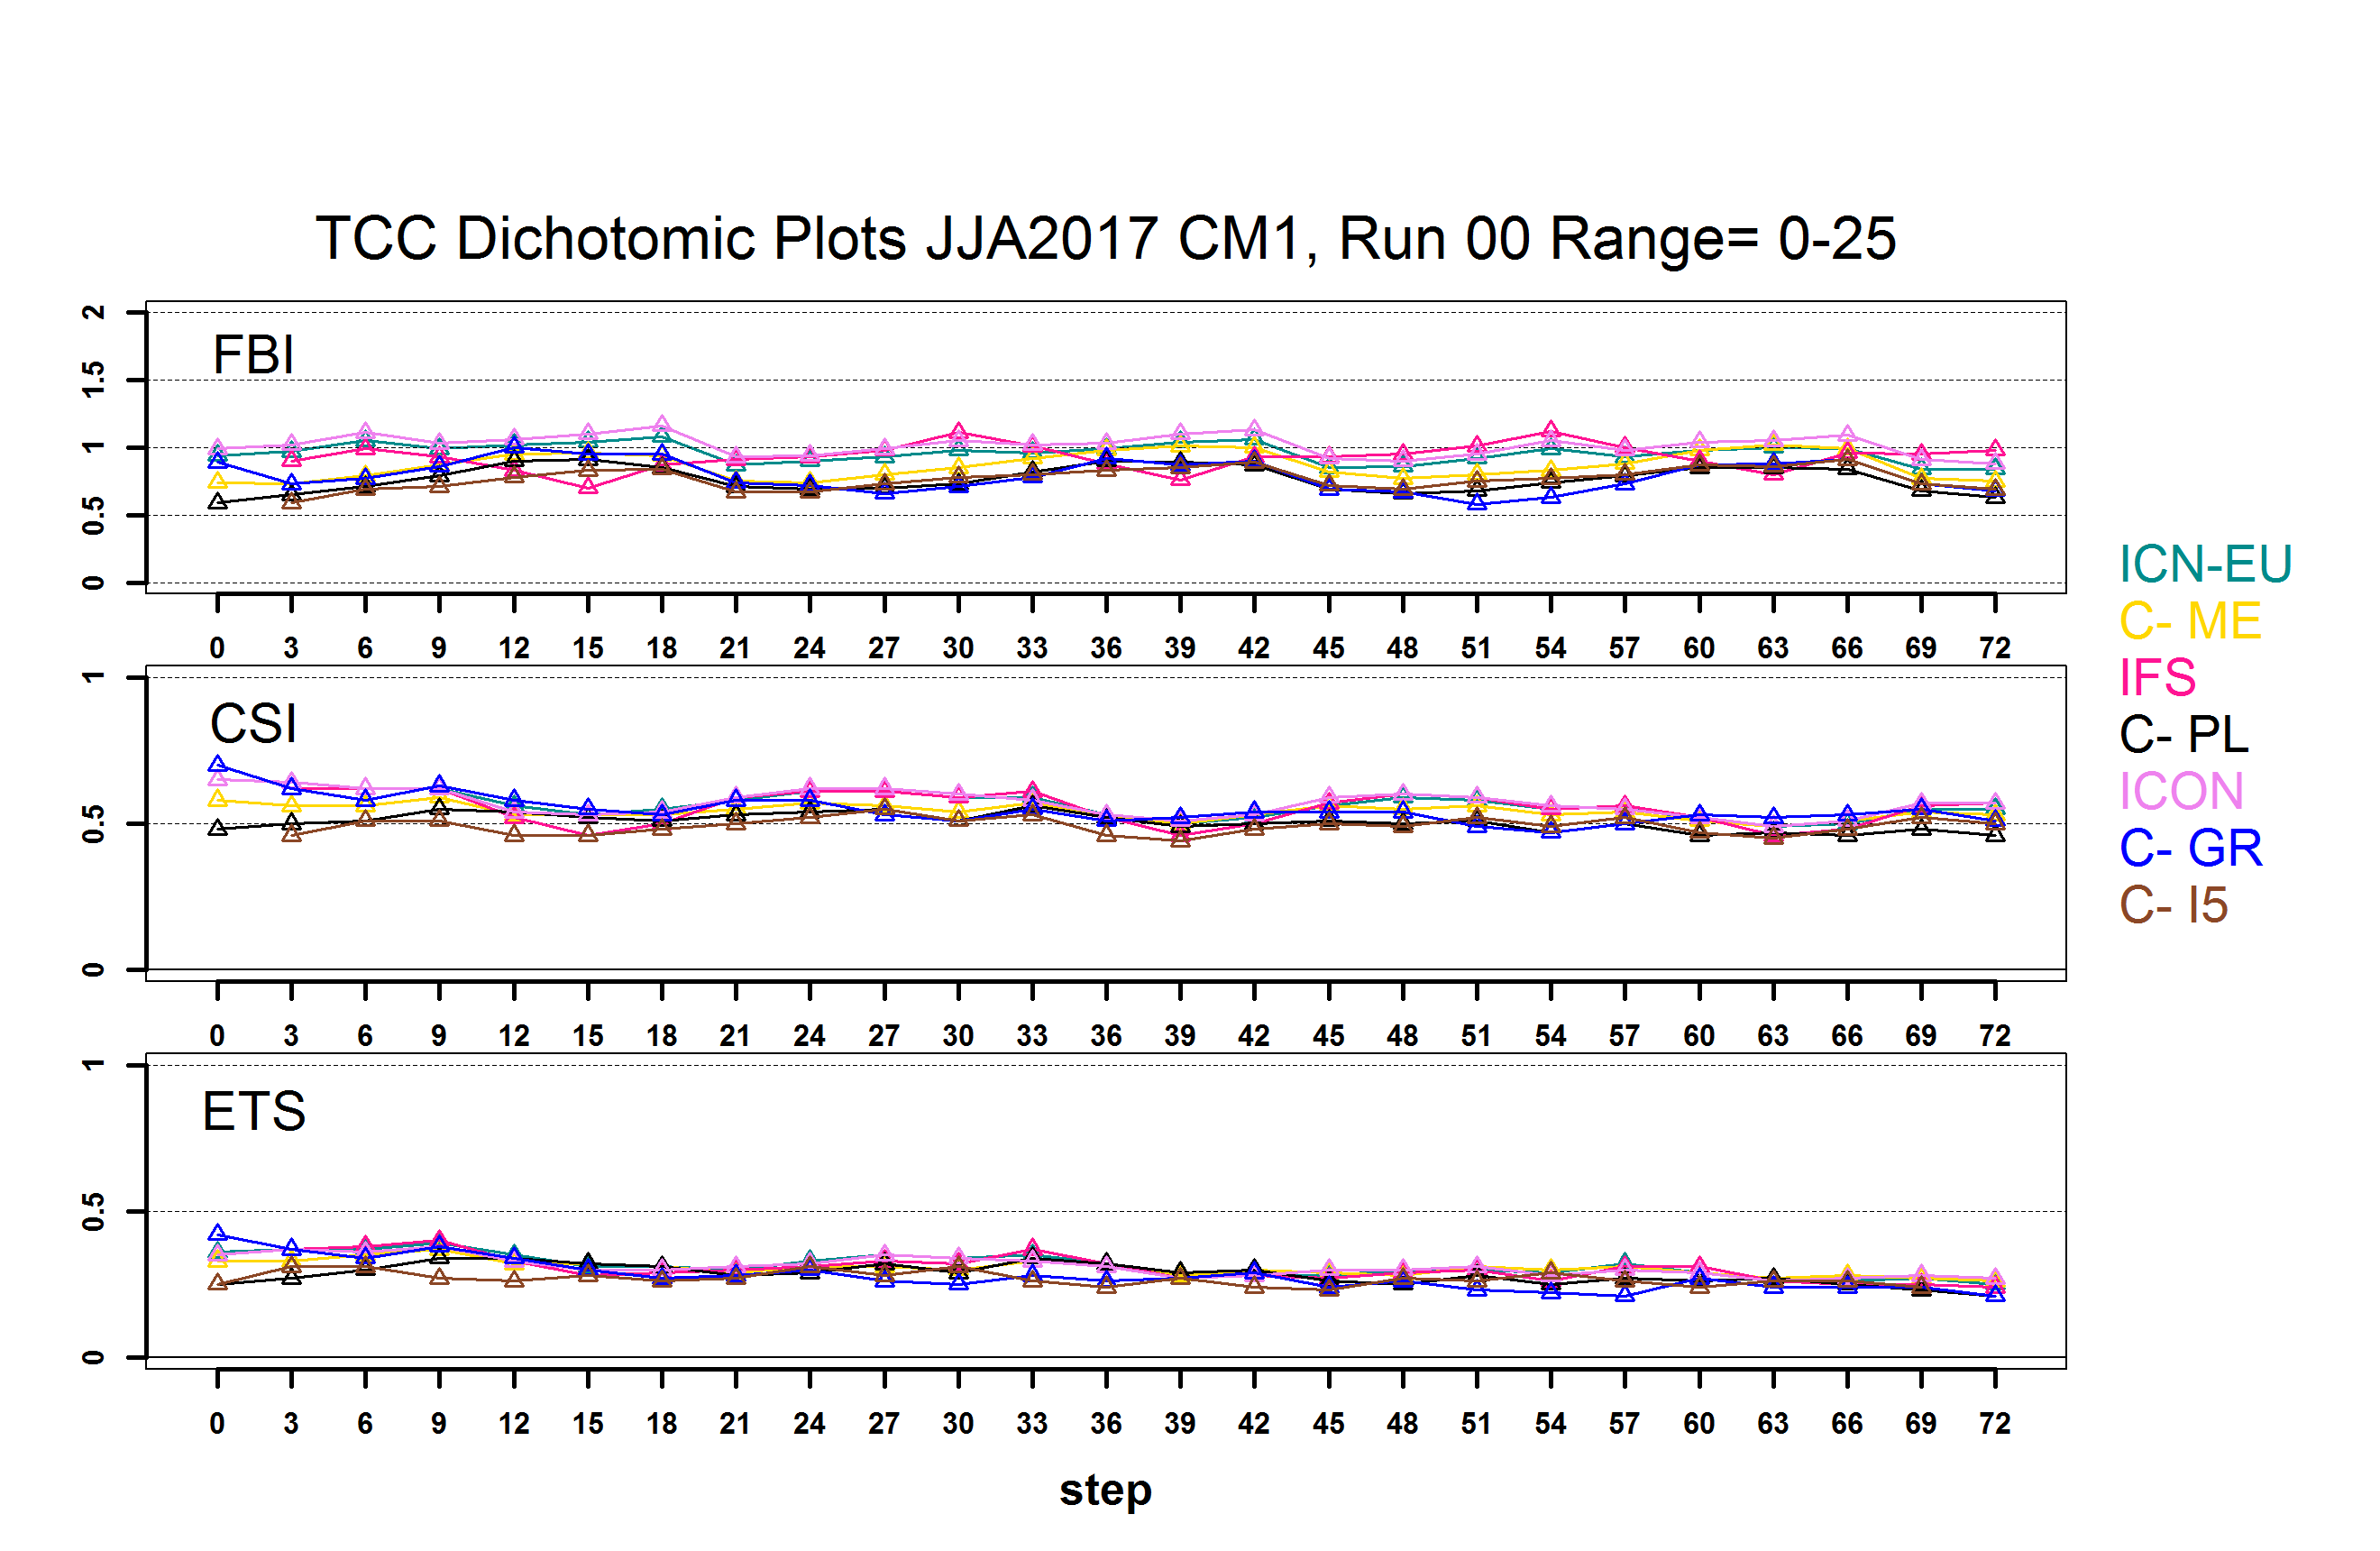 TCC Dichotomic Plots JJA2017 CM1, Run 00 Range= 0-25
2
1.5
1
0.5
0
FBI
0 3 6 9 12 15 18 21 24 27 30 33 36 39 42 45 48 51 54 57 60 63 66 69 72
1
0.5
0
CSI
0 3 6 9 12 15 18 21 24 27 30 33 36 39 42 45 48 51 54 57 60 63 66 69 72
1
0.5
0
ETS
0 3 6 9 12 15 18 21 24 27 30 33 36 39 42 45 48 51 54 57 60 63 66 69 72
step
ICN-EU
C- ME
IFS
C- PL
ICON
C- GR
C- I5